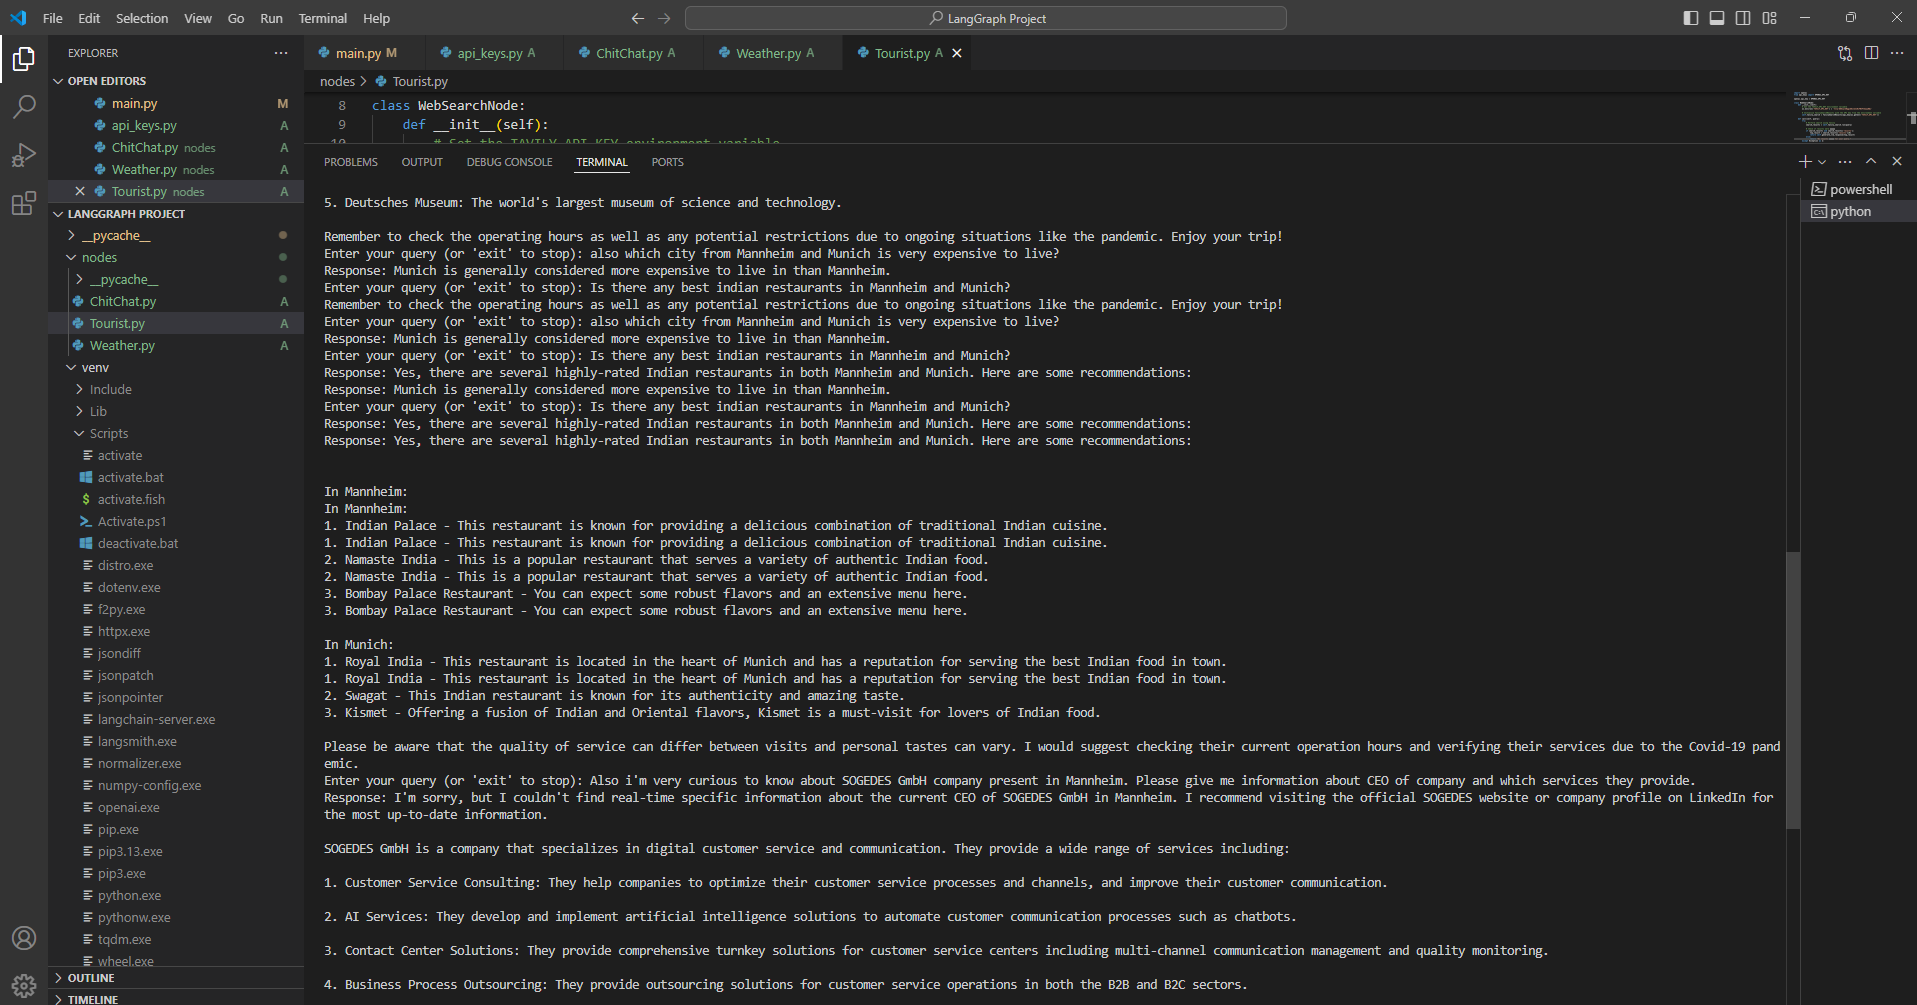 File Edit Selection View Go Run Terminal Help
LangGraph Project
EXPLORER
OPEN EDITORS
main.py M
api_keys.py A
ChitChat.py nodes A
Weather.py nodes A
Tourist.py nodes A
LANGGRAPH PROJECT
__pycache__
nodes
__pycache__
ChitChat.py A
Tourist.py A
Weather.py A
venv
Include
Lib
Scripts
activate
activate.bat
activate.fish
Activate.ps1
deactivate.bat
distro.exe
dotenv.exe
f2py.exe
httpx.exe
jsondiff
jsonpatch
jsonpointer
langchain-server.exe
langsmith.exe
normalizer.exe
numpy-config.exe
openai.exe
pip.exe
pip3.13.exe
pip3.exe
python.exe
pythonw.exe
tqdm.exe
wheel.exe
OUTLINE
TIMELINE
main.py M api_keys.py A ChitChat.py A Weather.py A Tourist.py A
nodes > Tourist.py
8 class WebSearchNode:
9 def __init__(self):
10 # Set the TAVILY_API_KEY environment variable
PROBLEMS OUTPUT DEBUG CONSOLE TERMINAL PORTS
powershell
python
5. Deutsches Museum: The world's largest museum of science and technology.
Remember to check the operating hours as well as any potential restrictions due to ongoing situations like the pandemic. Enjoy your trip!
Enter your query (or 'exit' to stop): also which city from Mannheim and Munich is very expensive to live?
Response: Munich is generally considered more expensive to live in than Mannheim.
Enter your query (or 'exit' to stop): Is there any best indian restaurants in Mannheim and Munich?
Remember to check the operating hours as well as any potential restrictions due to ongoing situations like the pandemic. Enjoy your trip!
Enter your query (or 'exit' to stop): also which city from Mannheim and Munich is very expensive to live?
Response: Munich is generally considered more expensive to live in than Mannheim.
Enter your query (or 'exit' to stop): Is there any best indian restaurants in Mannheim and Munich?
Response: Yes, there are several highly-rated Indian restaurants in both Mannheim and Munich. Here are some recommendations:
Response: Munich is generally considered more expensive to live in than Mannheim.
Enter your query (or 'exit' to stop): Is there any best indian restaurants in Mannheim and Munich?
Response: Yes, there are several highly-rated Indian restaurants in both Mannheim and Munich. Here are some recommendations:
Response: Yes, there are several highly-rated Indian restaurants in both Mannheim and Munich. Here are some recommendations:
In Mannheim:
In Mannheim:
1. Indian Palace - This restaurant is known for providing a delicious combination of traditional Indian cuisine.
1. Indian Palace - This restaurant is known for providing a delicious combination of traditional Indian cuisine.
2. Namaste India - This is a popular restaurant that serves a variety of authentic Indian food.
2. Namaste India - This is a popular restaurant that serves a variety of authentic Indian food.
3. Bombay Palace Restaurant - You can expect some robust flavors and an extensive menu here.
3. Bombay Palace Restaurant - You can expect some robust flavors and an extensive menu here.
In Munich:
1. Royal India - This restaurant is located in the heart of Munich and has a reputation for serving the best Indian food in town.
1. Royal India - This restaurant is located in the heart of Munich and has a reputation for serving the best Indian food in town.
2. Swagat - This Indian restaurant is known for its authenticity and amazing taste.
3. Kismet - Offering a fusion of Indian and Oriental flavors, Kismet is a must-visit for lovers of Indian food.
Please be aware that the quality of service can differ between visits and personal tastes can vary. I would suggest checking their current operation hours and verifying their services due to the Covid-19 pand
emic.
Enter your query (or 'exit' to stop): Also i'm very curious to know about SOGEDES GmbH company present in Mannheim. Please give me information about CEO of company and which services they provide.
Response: I'm sorry, but I couldn't find real-time specific information about the current CEO of SOGEDES GmbH in Mannheim. I recommend visiting the official SOGEDES website or company profile on LinkedIn for
the most up-to-date information.
SOGEDES GmbH is a company that specializes in digital customer service and communication. They provide a wide range of services including:
1. Customer Service Consulting: They help companies to optimize their customer service processes and channels, and improve their customer communication.
2. AI Services: They develop and implement artificial intelligence solutions to automate customer communication processes such as chatbots.
3. Contact Center Solutions: They provide comprehensive turnkey solutions for customer service centers including multi-channel communication management and quality monitoring.
4. Business Process Outsourcing: They provide outsourcing solutions for customer service operations in both the B2B and B2C sectors.